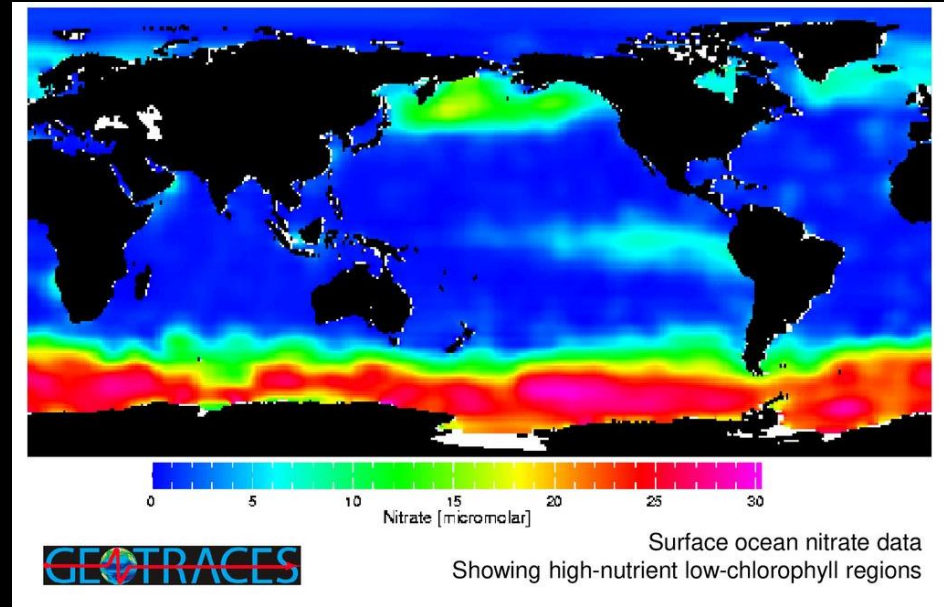 0 5 10 15 20 25 30
Nitrate [micromolar]
GEOTRACES
Surface ocean nitrate data
Showing high-nutrient low-chlorophyll regions